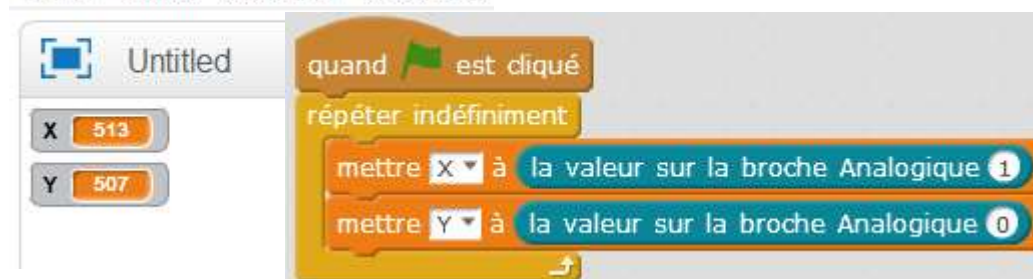 Untitled
X 513
Y 507
quand est cliqué
répéter indéfiniment
mettre X à la valeur sur la broche Analogique 1
mettre Y à la valeur sur la broche Analogique 0